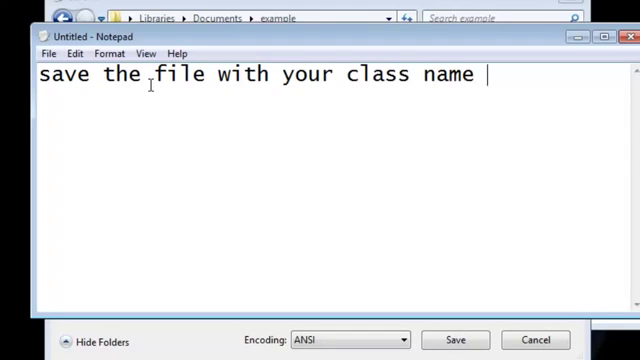 Libraries Documents example
Search example
Untitled - Notepad
File Edit Format View Help
save the file with your class name
Hide Folders
Encoding: ANSI
Save
Cancel